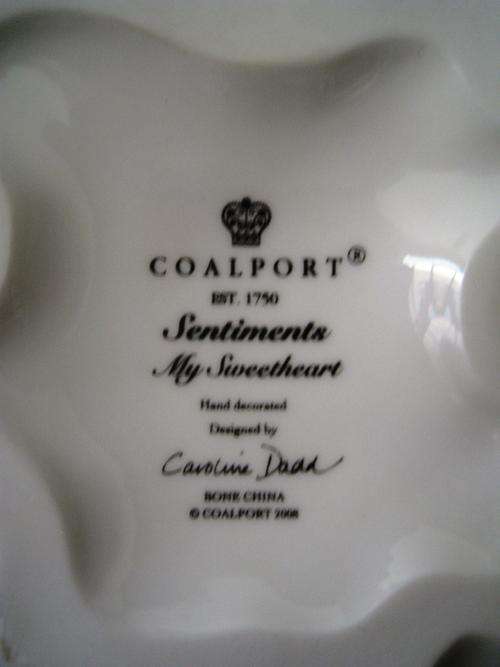 COALPORT®
EST. 1750
Sentiments
My Sweetheart
Hand decorated
Designed by
Caroline Dadd
BONE CHINA
© COALPORT 2008